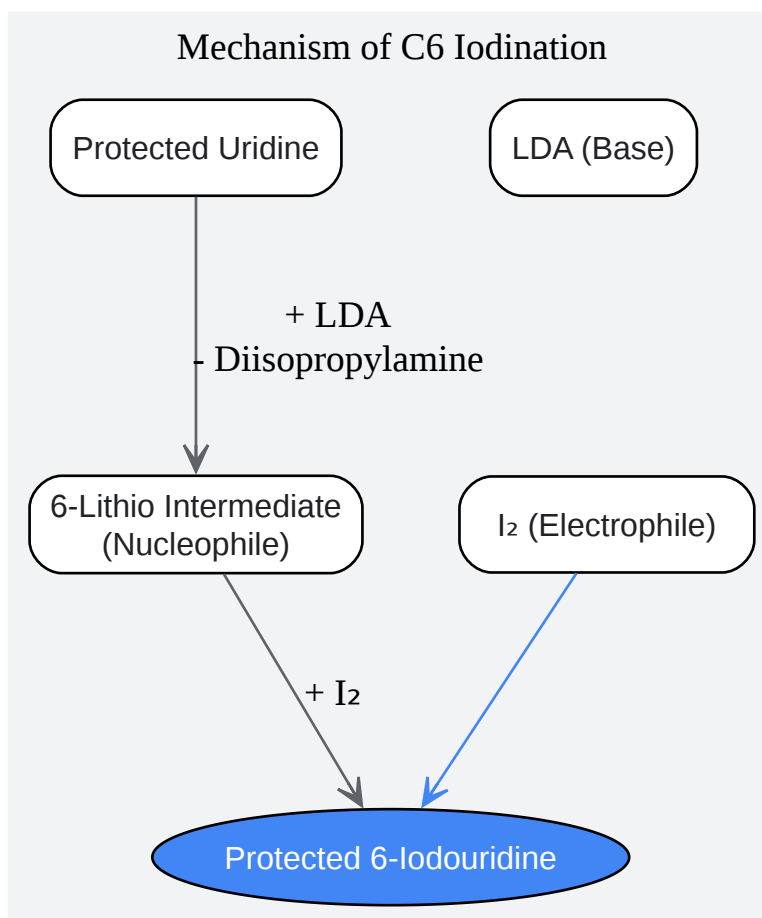 Mechanism of C6 Iodination
Protected Uridine
LDA (Base)
+ LDA
- Diisopropylamine
6-Lithio Intermediate
(Nucleophile)
I₂ (Electrophile)
+ I₂
Protected 6-Iodouridine